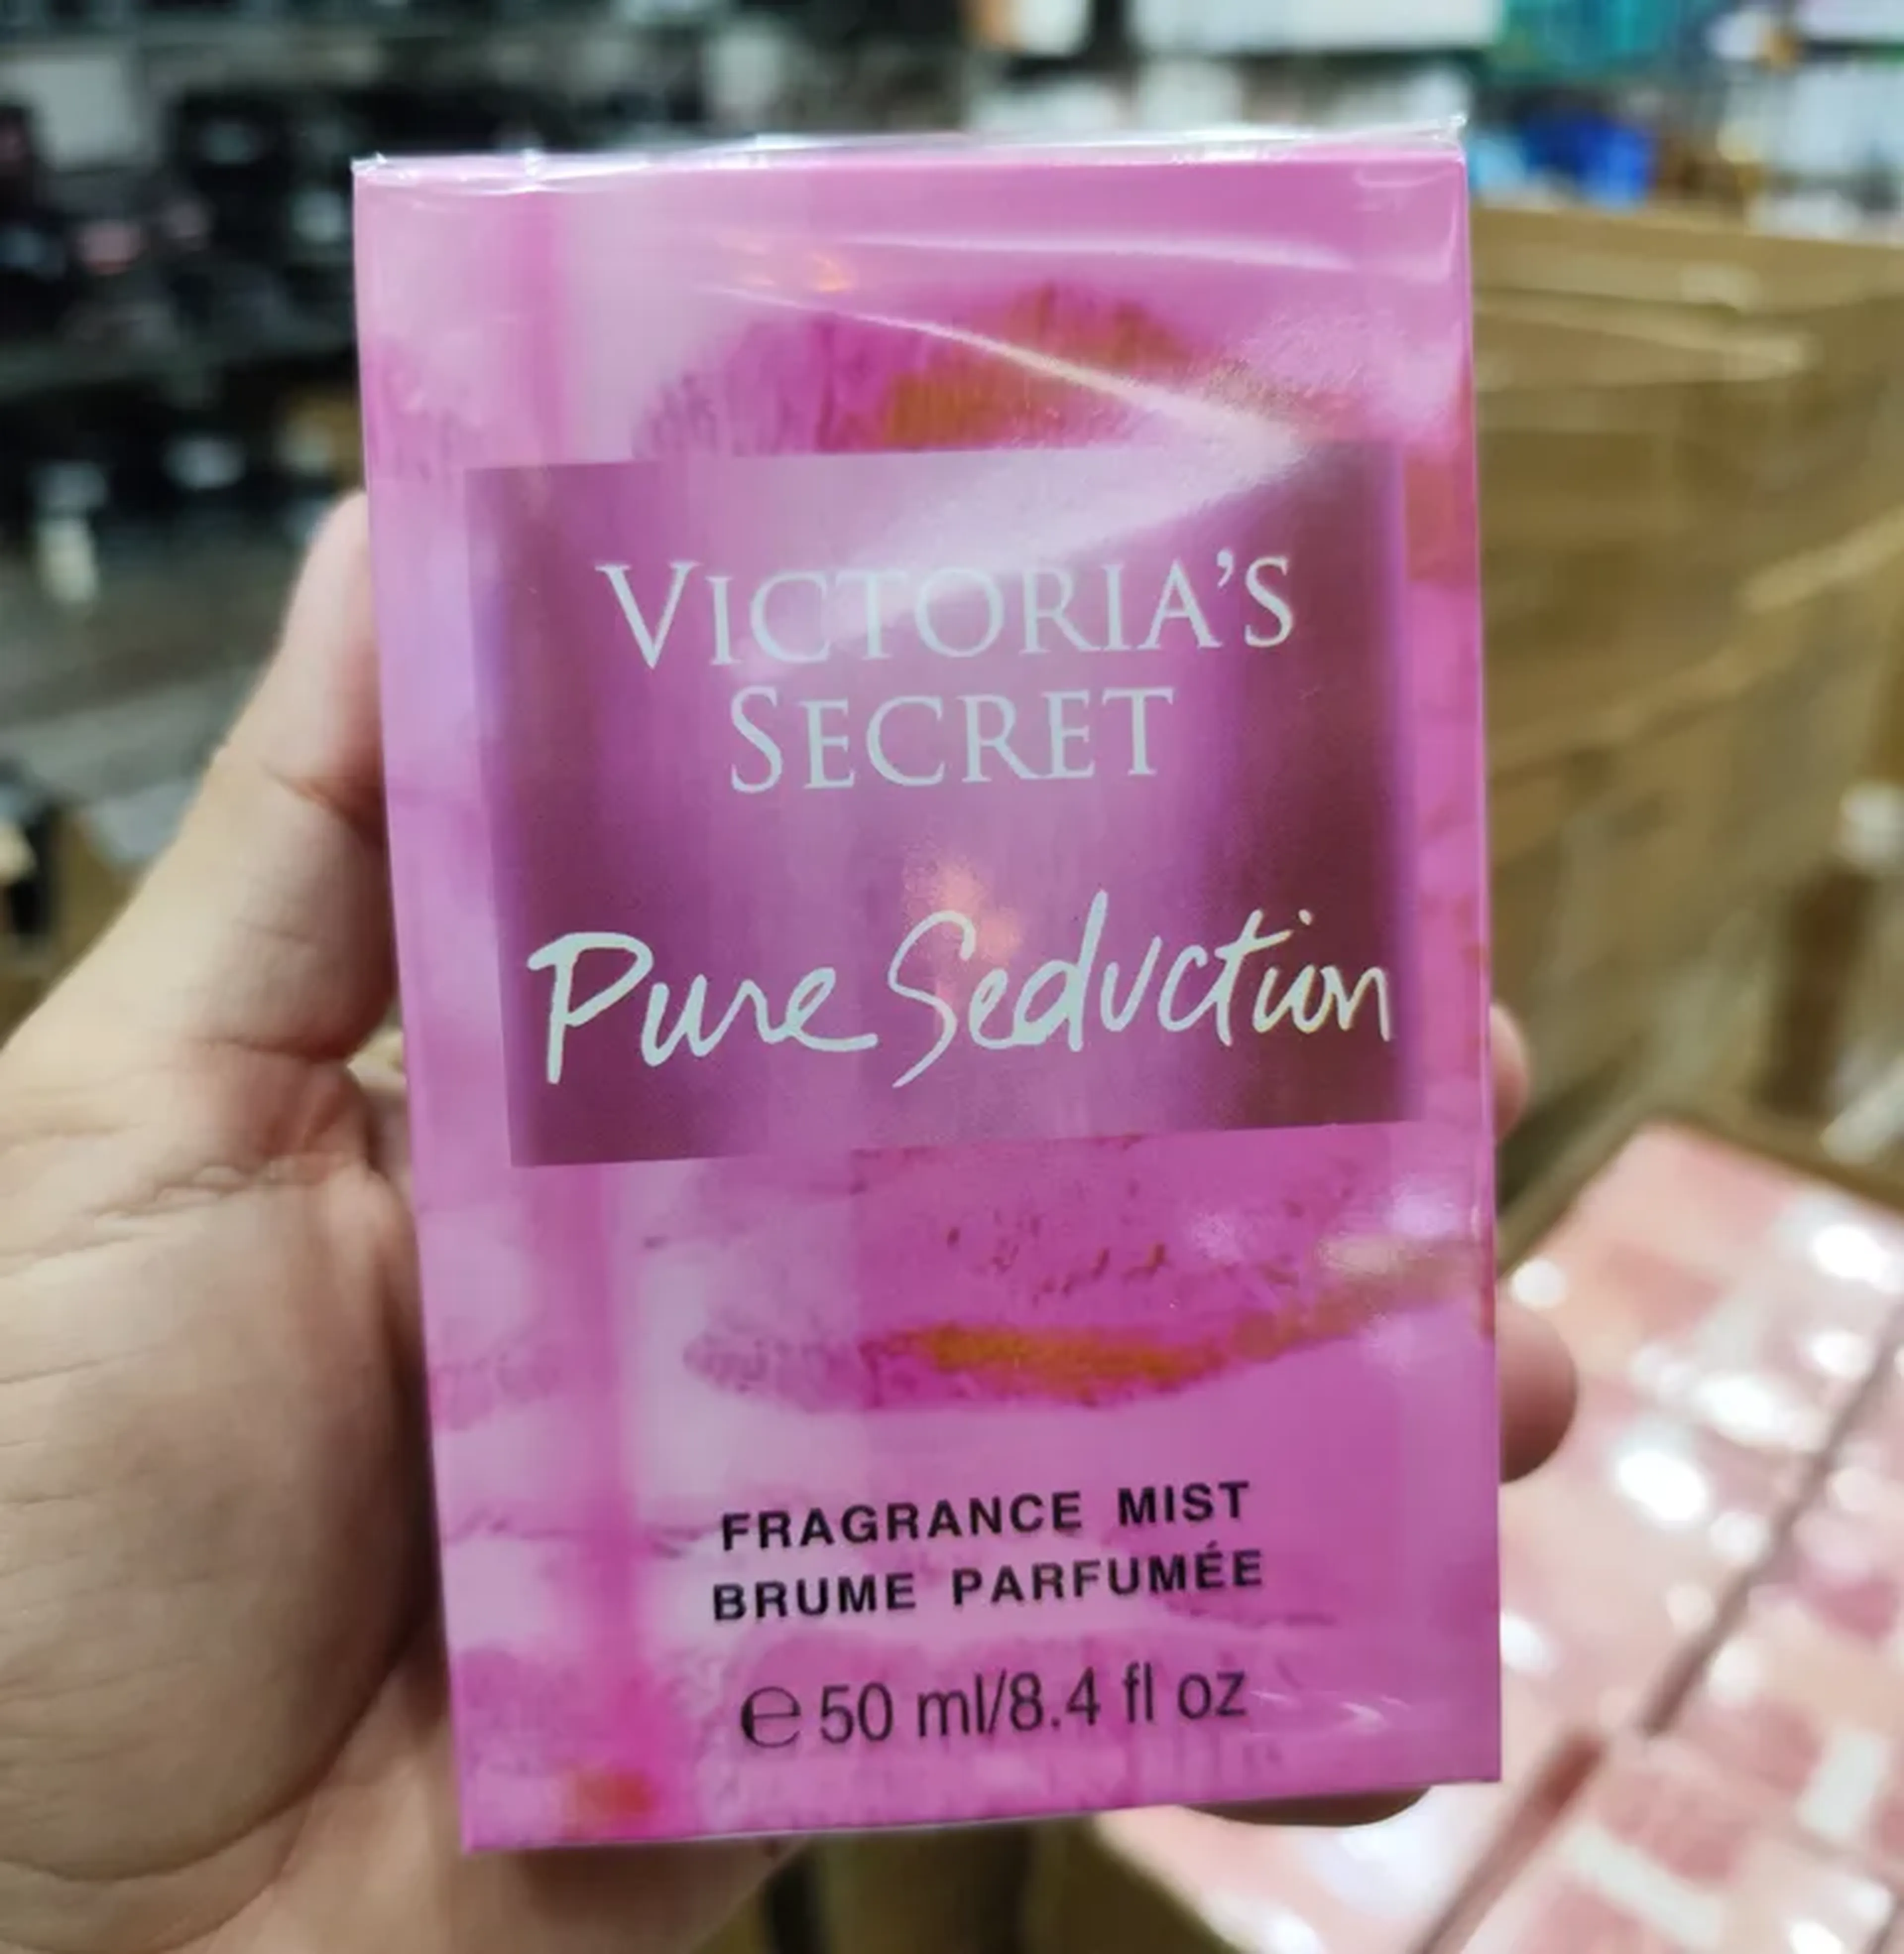 VICTORIA'S
SECRET
Pure Seduction
FRAGRANCE MIST
BRUME PARFUMÉE
℮ 50 ml/8.4 fl oz